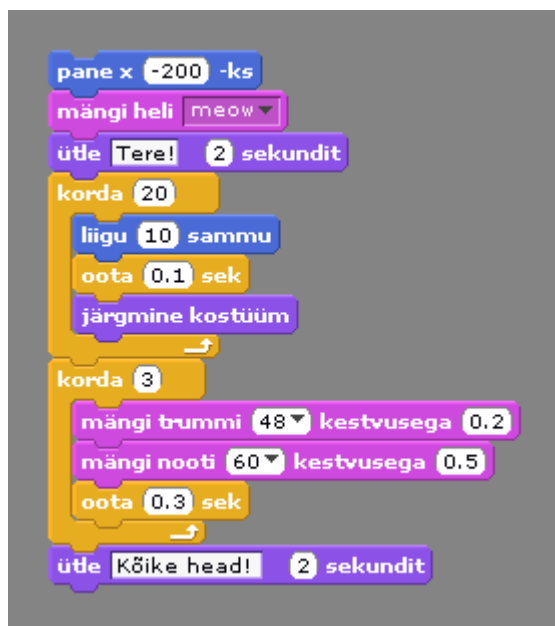 pane x -200 -ks
mängi heli meow
ütle Tere! 2 sekundit
korda 20
liigu 10 sammu
oota 0.1 sek
järgmine kostüüm
korda 3
mängi trummi 48 kestvusega 0.2
mängi nooti 60 kestvusega 0.5
oota 0.3 sek
ütle Kõike head! 2 sekundit